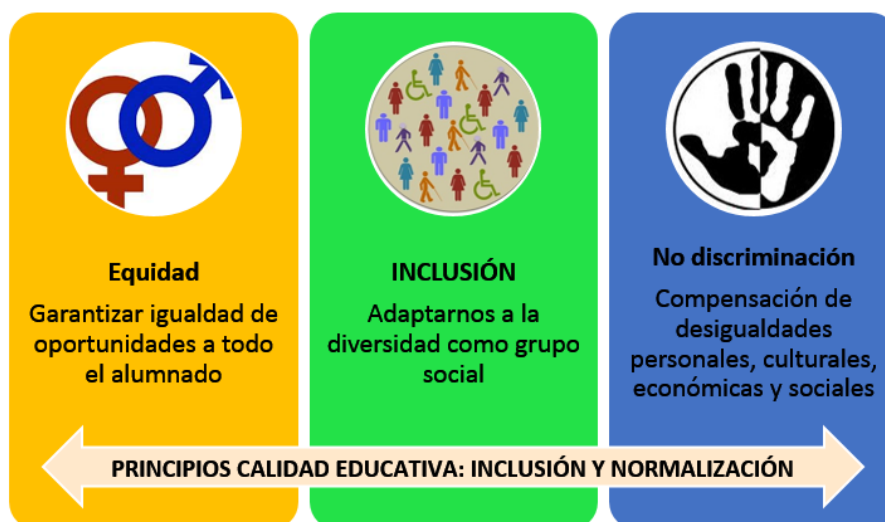 Equidad
Garantizar igualdad de
oportunidades a todo
el alumnado
INCLUSIÓN
Adaptarnos a la
diversidad como grupo
social
No discriminación
Compensación de
desigualdades
personales, culturales,
económicas y sociales
PRINCIPIOS CALIDAD EDUCATIVA: INCLUSIÓN Y NORMALIZACIÓN